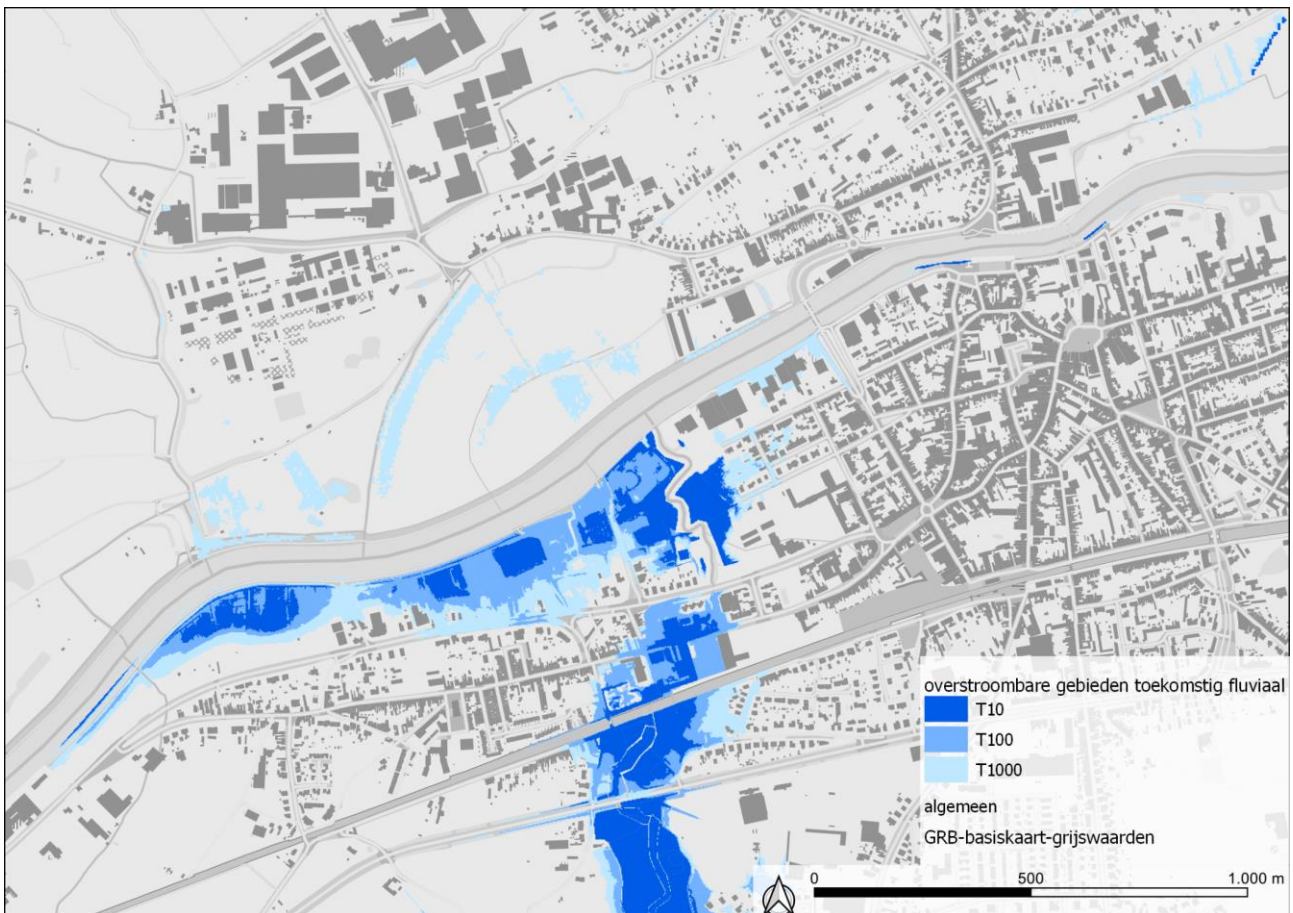 overstroombare gebieden toekomstig fluviaal
T10
T100
T1000
algemeen
GRB-basiskaart-grijswaarden
0 500 1.000 m